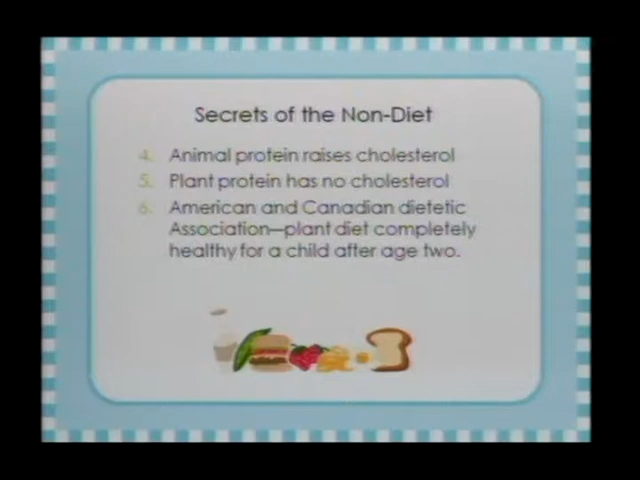 Secrets of the Non-Diet
4. Animal protein raises cholesterol
5. Plant protein has no cholesterol
6. American and Canadian dietetic
Association—plant diet completely
healthy for a child after age two.